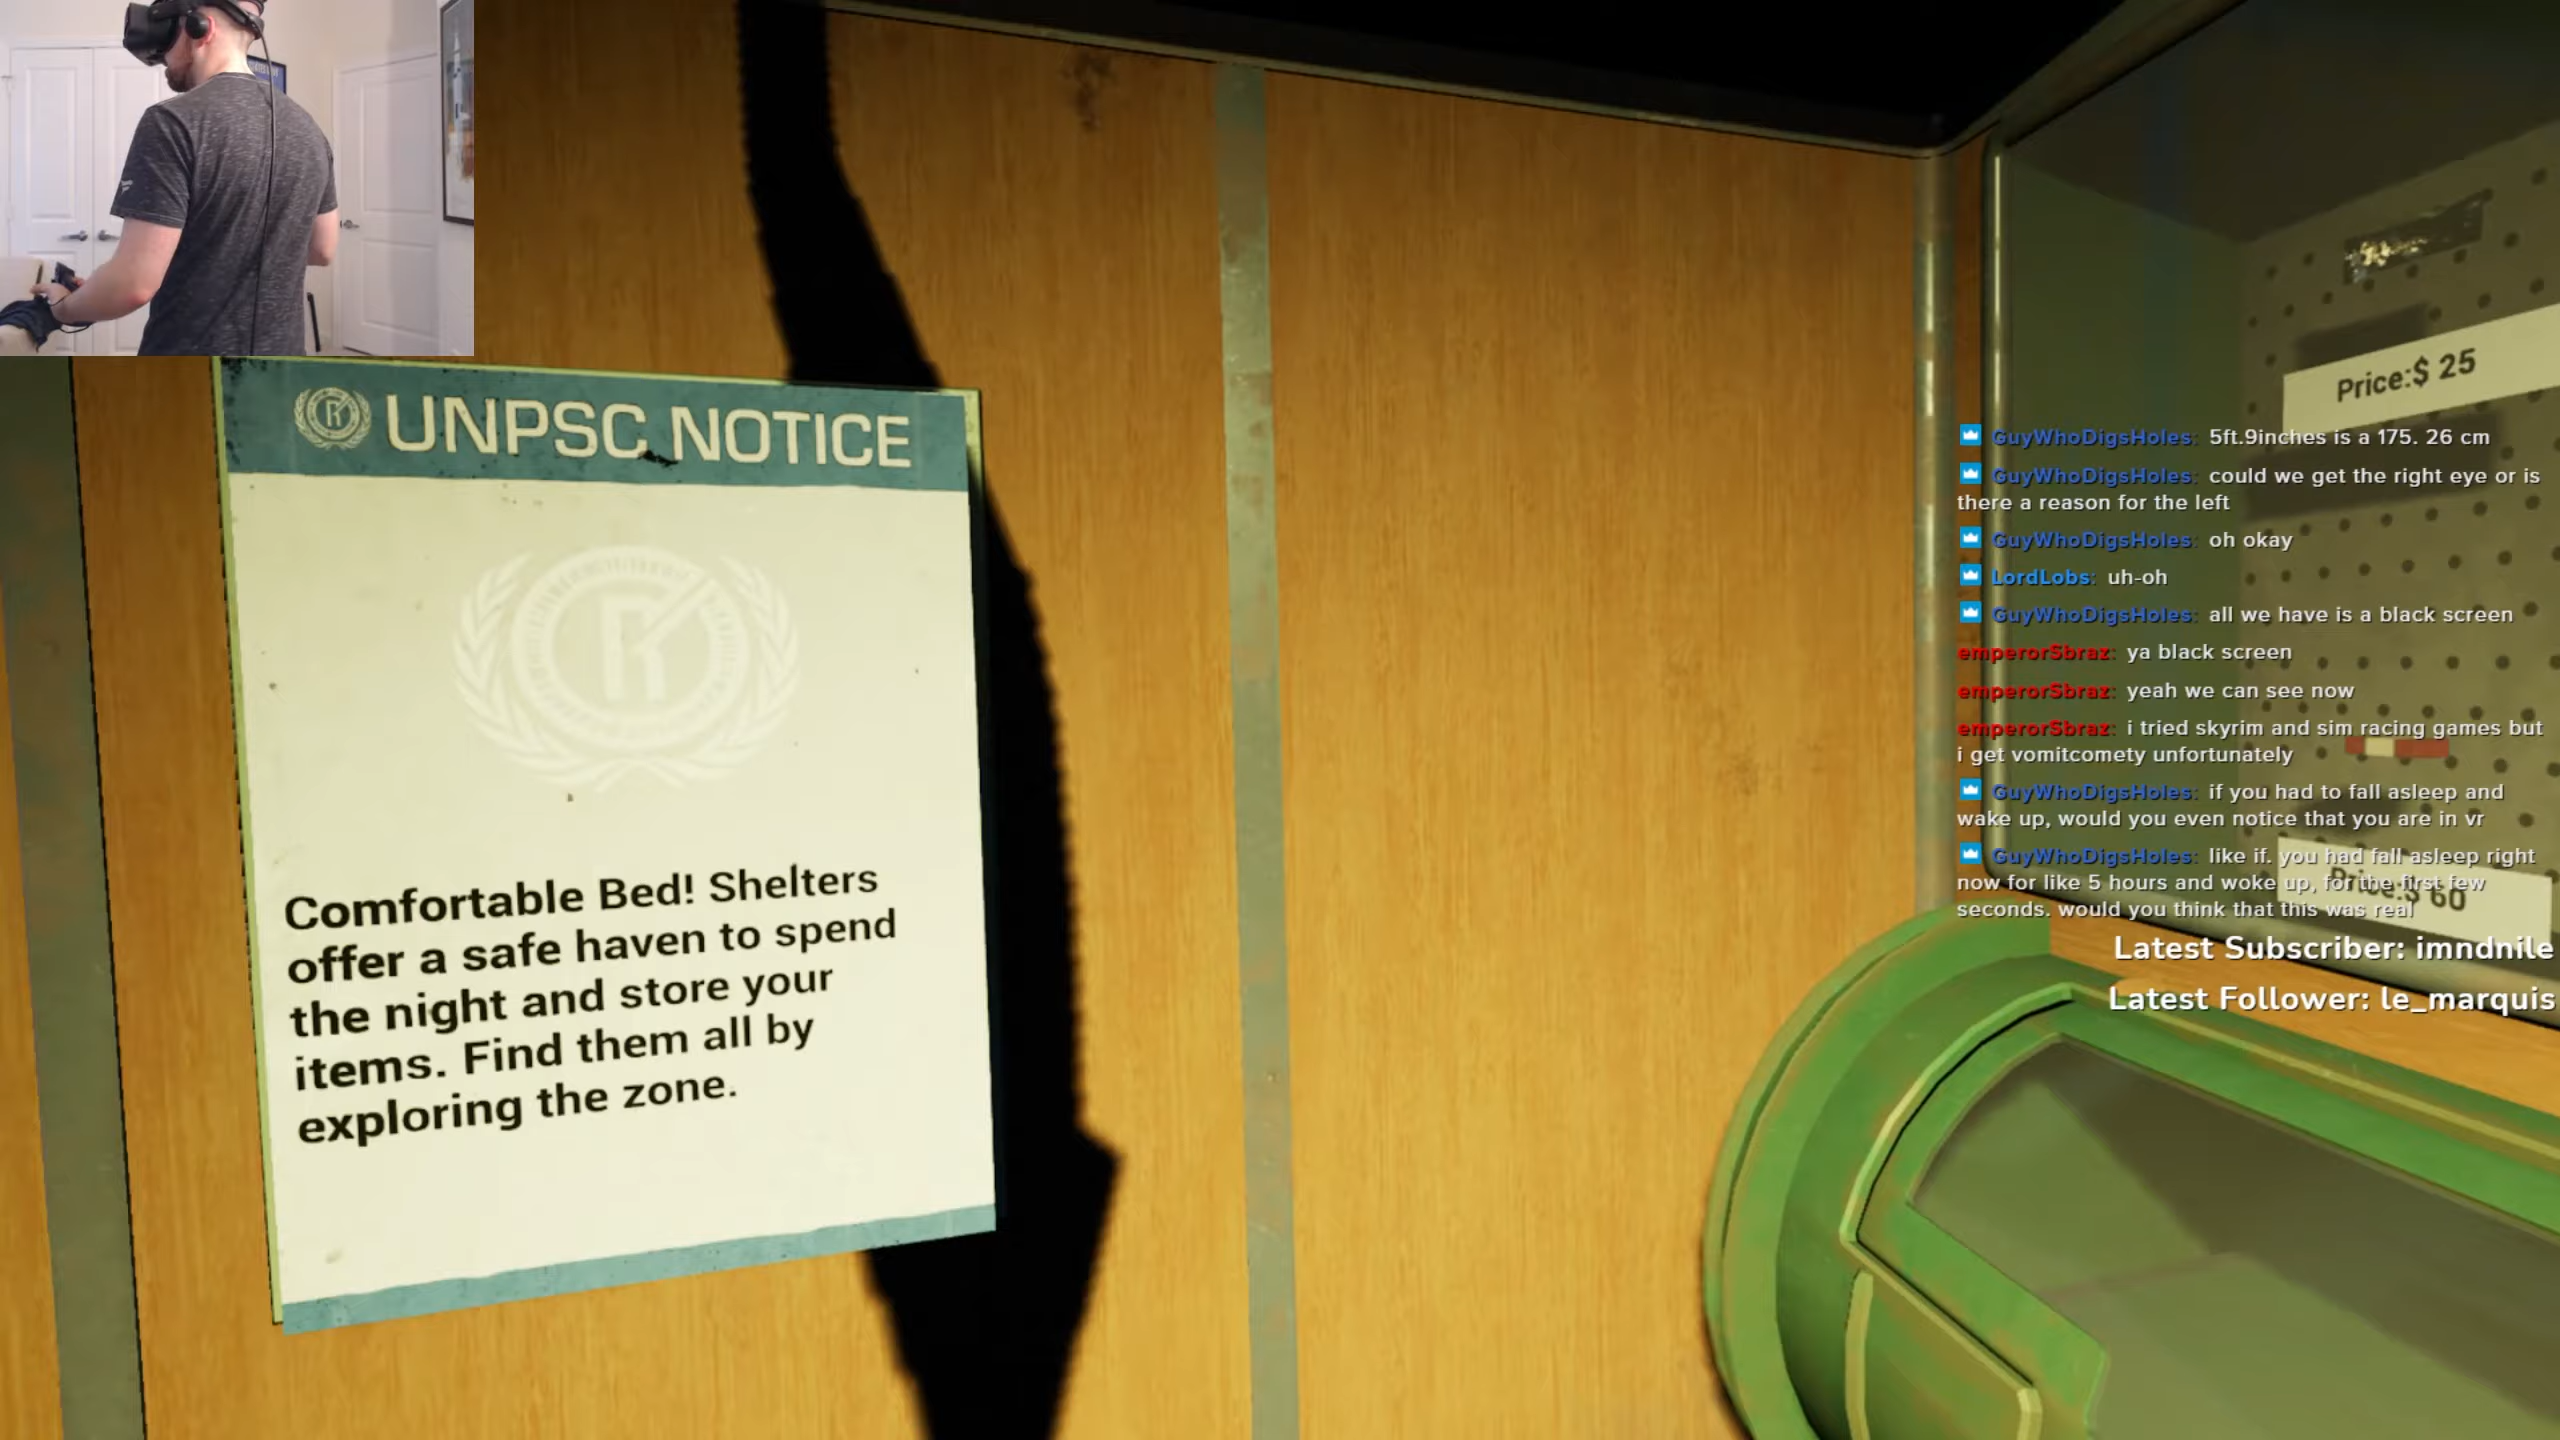 UNPSC NOTICE
Comfortable Bed! Shelters
offer a safe haven to spend
the night and store your
items. Find them all by
exploring the zone.
Price:$ 25
GuyWhoDigsHoles: 5ft.9inches is a 175. 26 cm
GuyWhoDigsHoles: could we get the right eye or is
there a reason for the left
GuyWhoDigsHoles: oh okay
LordLobs: uh-oh
GuyWhoDigsHoles: all we have is a black screen
emperorSbraz: ya black screen
emperorSbraz: yeah we can see now
emperorSbraz: i tried skyrim and sim racing games but
i get vomitcomety unfortunately
GuyWhoDigsHoles: if you had to fall asleep and
wake up, would you even notice that you are in vr
GuyWhoDigsHoles: like if. you had fall asleep right
now for like 5 hours and woke up, for the first few
seconds. would you think that this was real
Price:$ 60
Latest Subscriber: imndnile
Latest Follower: le_marquis